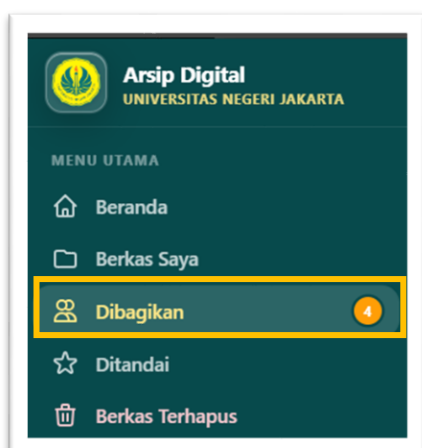 Arsip Digital
UNIVERSITAS NEGERI JAKARTA
MENU UTAMA
Beranda
Berkas Saya
Dibagikan 4
Ditandai
Berkas Terhapus